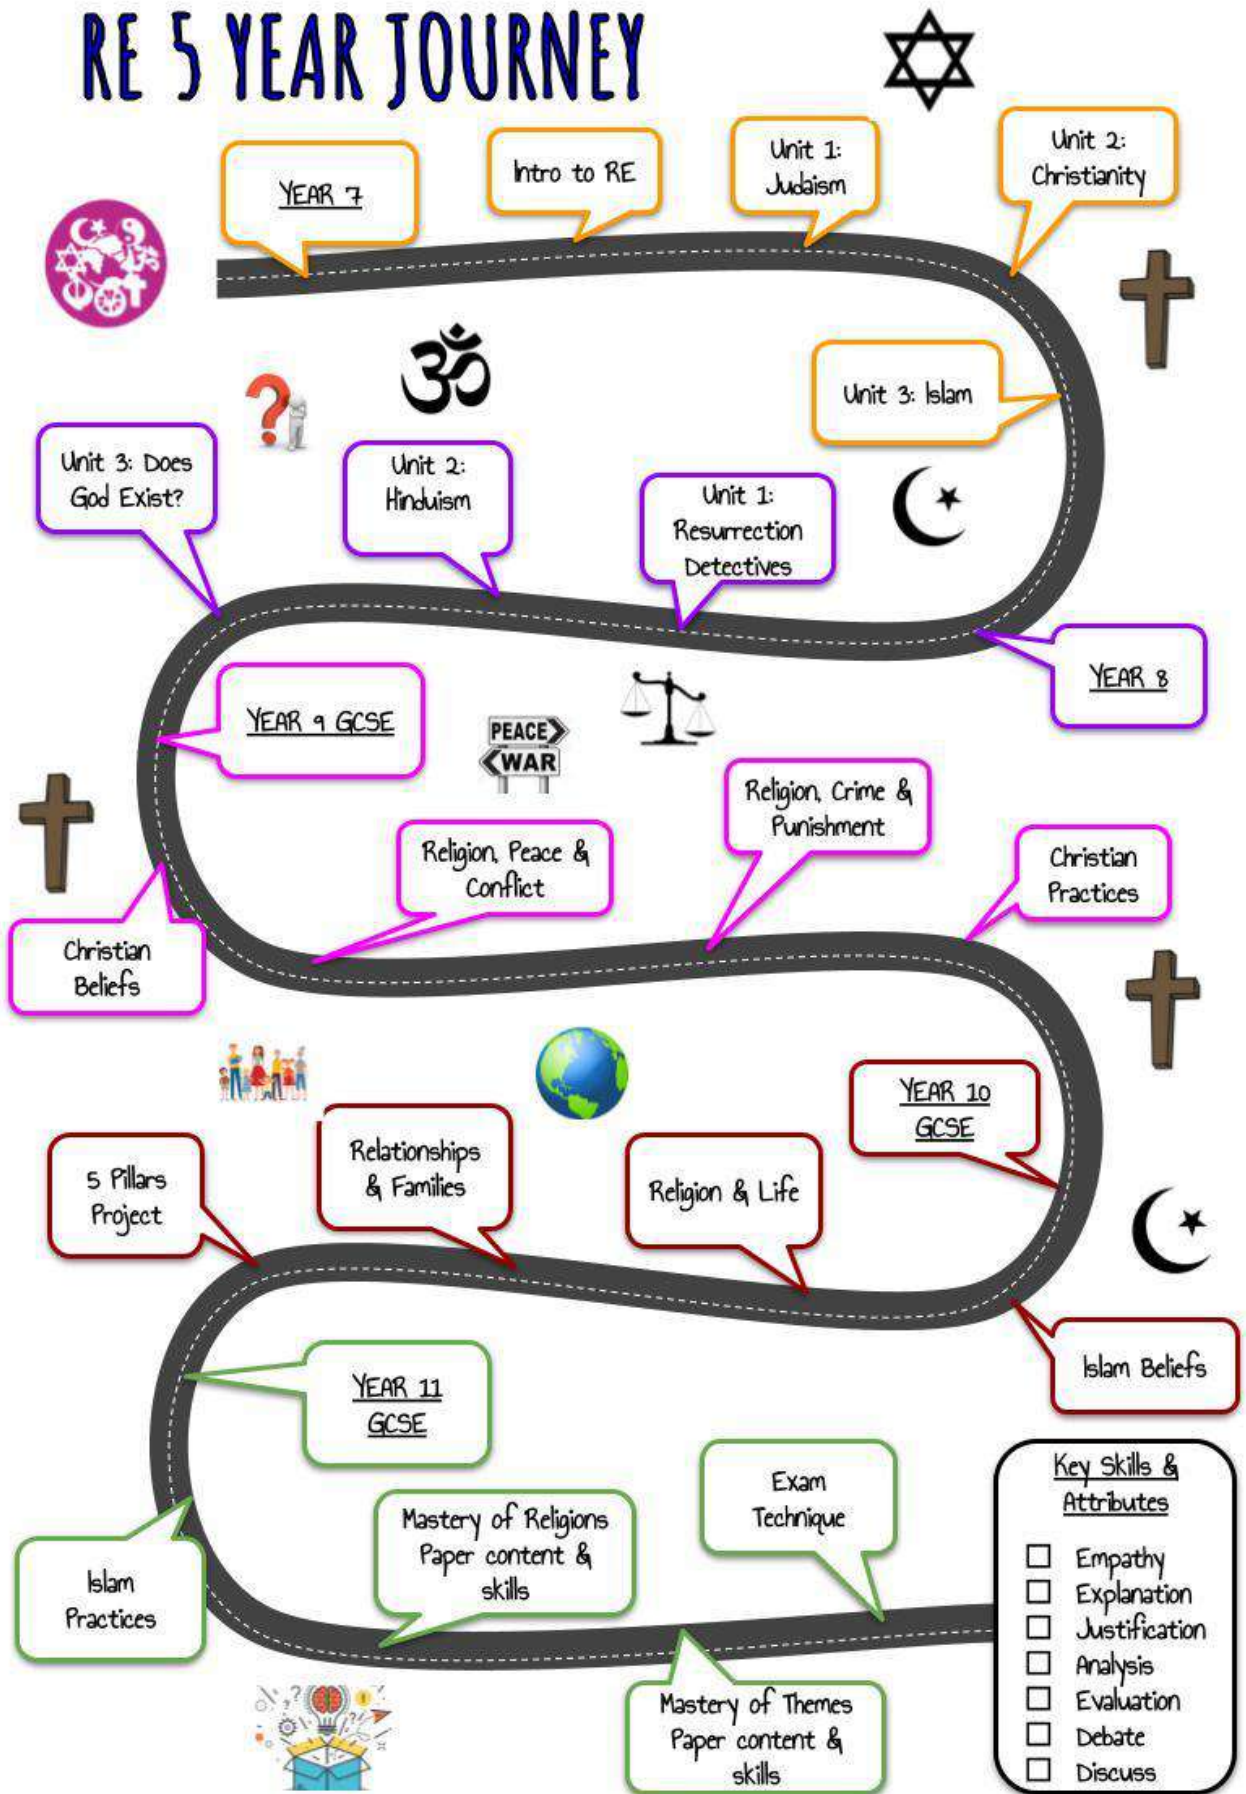 RE 5 YEAR JOURNEY
YEAR 7
Intro to RE
Unit 1:
Judaism
Unit 2:
Christianity
Unit 3: Islam
YEAR 8
Unit 1:
Resurrection
Detectives
Unit 2:
Hinduism
Unit 3: Does
God Exist?
YEAR 9 GCSE
PEACE
WAR
Christian
Beliefs
Religion, Peace &
Conflict
Religion, Crime &
Punishment
Christian
Practices
YEAR 10
GCSE
Islam Beliefs
Religion & Life
Relationships
& Families
5 Pillars
Project
YEAR 11
GCSE
Islam
Practices
Mastery of Religions
Paper content &
skills
Mastery of Themes
Paper content &
skills
Exam
Technique
Key Skills &
Attributes
Empathy
Explanation
Justification
Analysis
Evaluation
Debate
Discuss